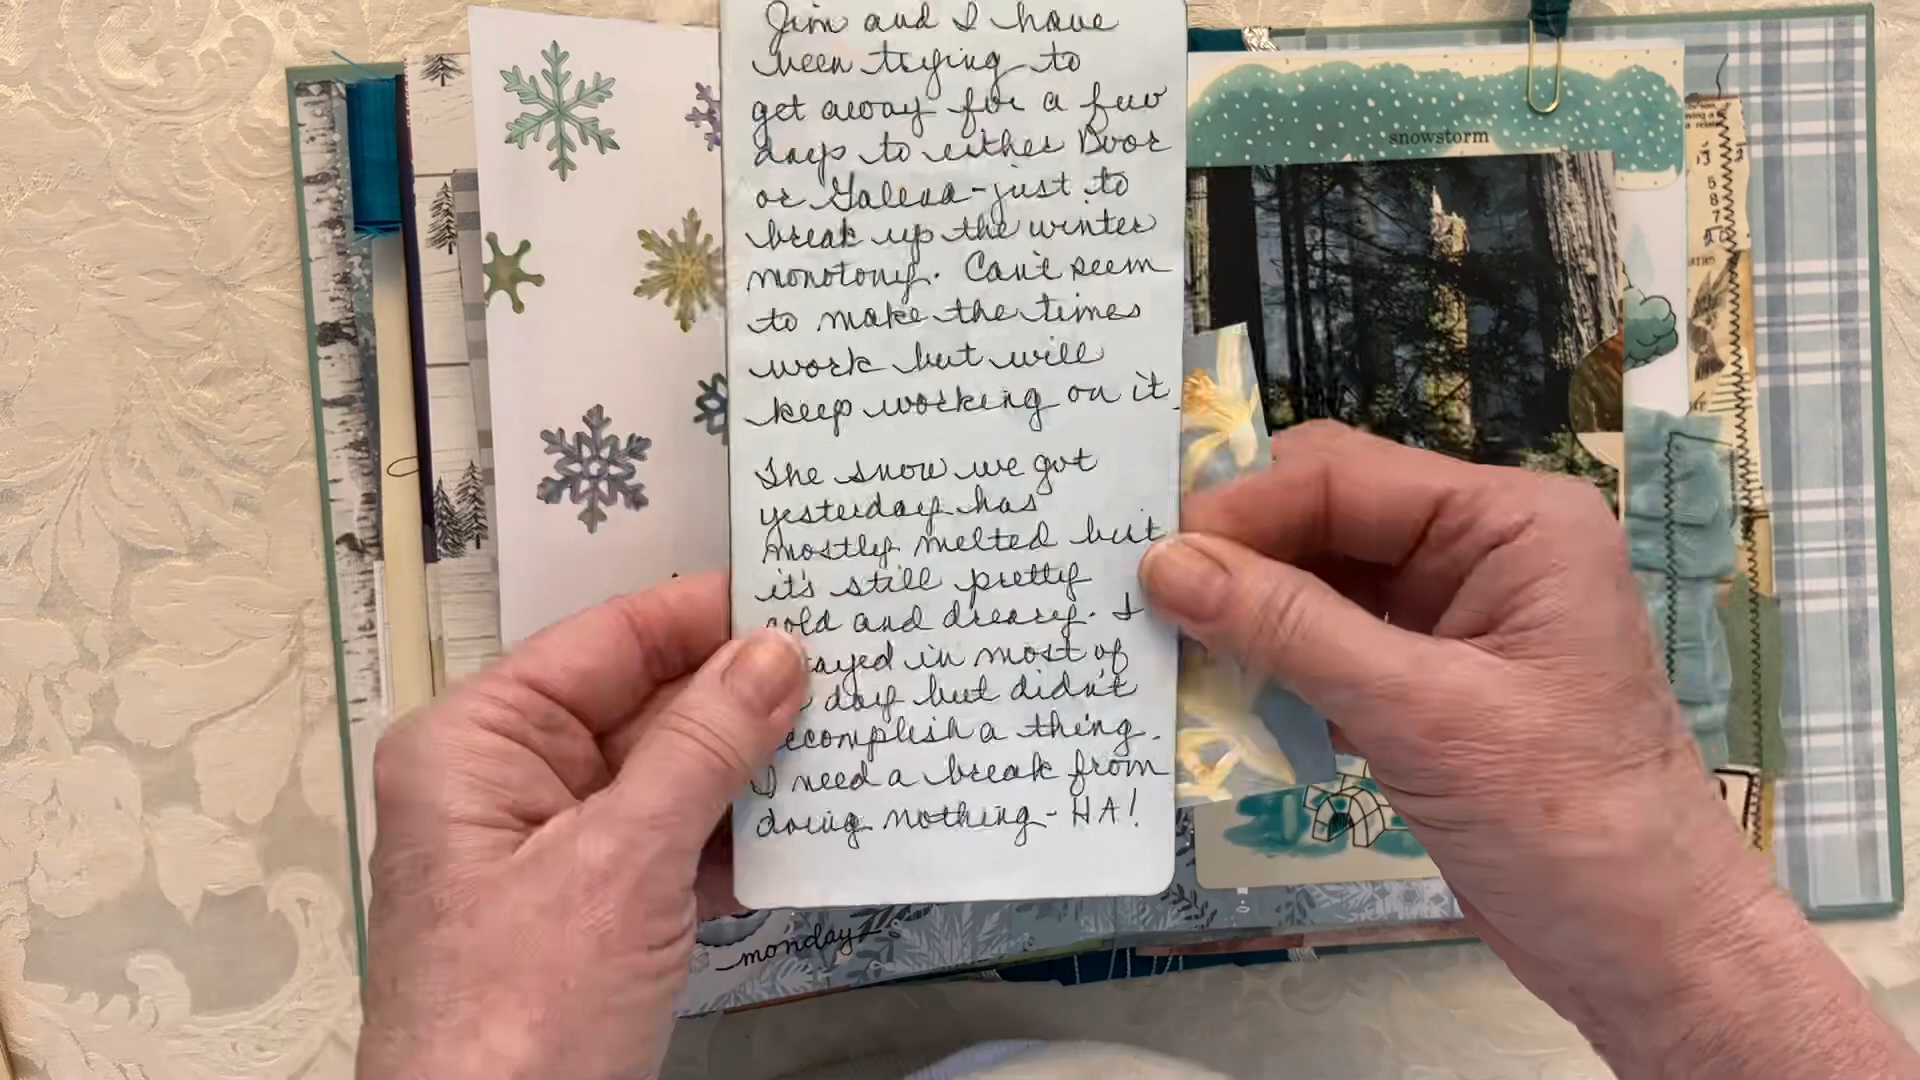 Jim and I have
been trying to
get away for a few
days to either Door
or Galena - just to
break up the winter
monotony. Can't seem
to make the times
work but will
keep working on it.
The snow we got
yesterday has
mostly melted but
it's still pretty
cold and dreary. I
tayed in most of
day but didn't
ccomplish a thing.
I need a break from
doing nothing - HA!
monday
snowstorm